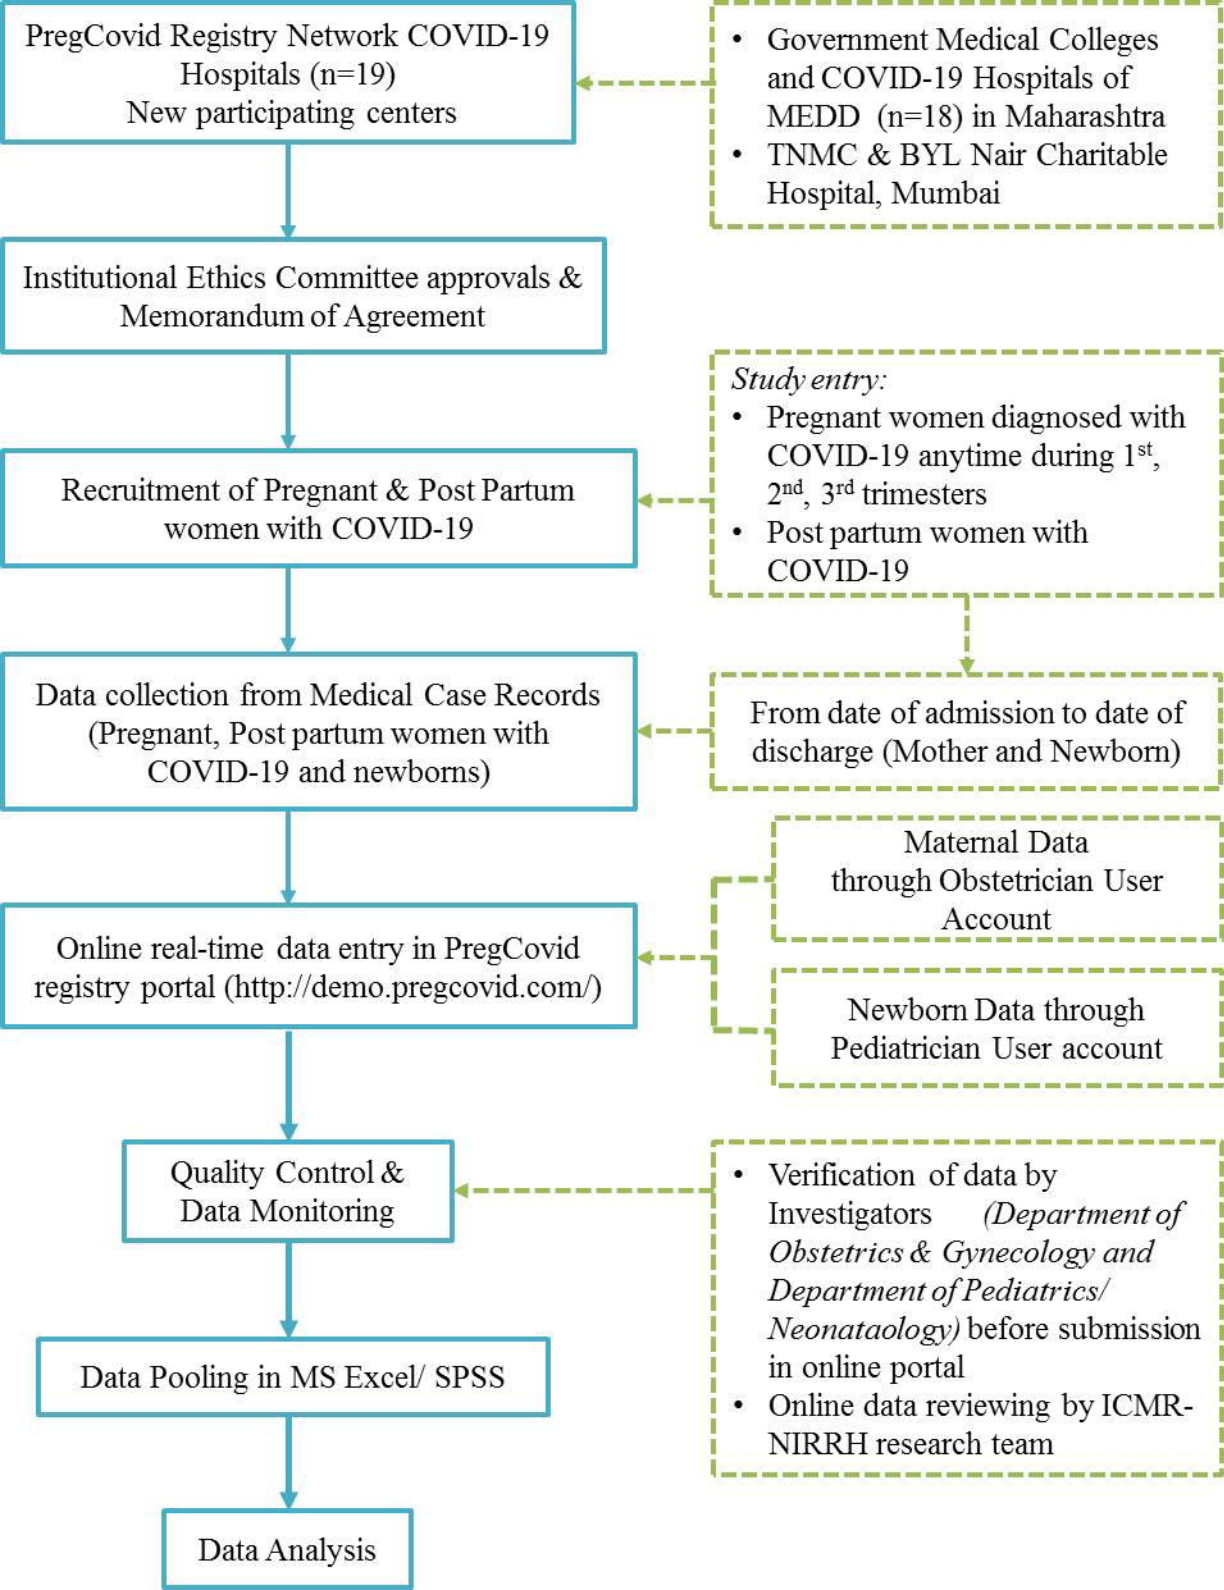 PregCovid Registry Network COVID-19
Hospitals (n=19)
New participating centers
• Government Medical Colleges
and COVID-19 Hospitals of
MEDD (n=18) in Maharashtra
• TNMC & BYL Nair Charitable
Hospital, Mumbai
Institutional Ethics Committee approvals &
Memorandum of Agreement
Study entry:
• Pregnant women diagnosed with
COVID-19 anytime during 1st,
2nd, 3rd trimesters
• Post partum women with
COVID-19
Recruitment of Pregnant & Post Partum
women with COVID-19
Data collection from Medical Case Records
(Pregnant, Post partum women with
COVID-19 and newborns)
From date of admission to date of
discharge (Mother and Newborn)
Maternal Data
through Obstetrician User
Account
Online real-time data entry in PregCovid
registry portal (http://demo.pregcovid.com/)
Newborn Data through
Pediatrician User account
Quality Control &
Data Monitoring
• Verification of data by
Investigators (Department of
Obstetrics & Gynecology and
Department of Pediatrics/
Neonataology) before submission
in online portal
• Online data reviewing by ICMR-
NIRRH research team
Data Pooling in MS Excel/ SPSS
Data Analysis